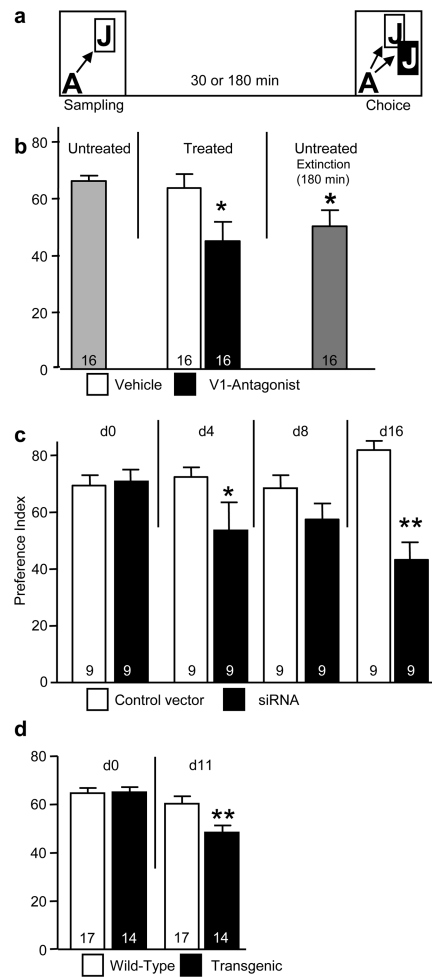 a
A J
30 or 180 min
A J J
Sampling
Choice
b
80
60
40
20
0
Untreated
Treated
Untreated
Extinction
(180 min)
*
*
16
16
16
16
Vehicle
V1-Antagonist
c
Preference Index
80
60
40
20
0
d0
d4
d8
d16
*
**
9
9
9
9
9
9
9
9
Control vector
siRNA
d
80
60
40
20
0
d0
d11
**
17
14
17
14
Wild-Type
Transgenic